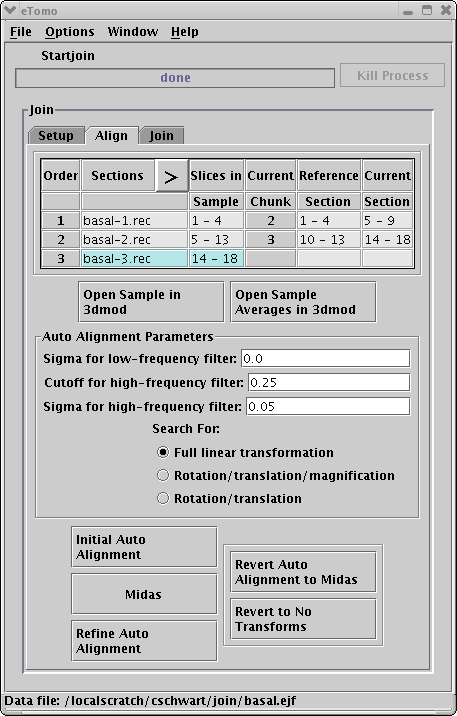 eTomo
File Options Window Help
Startjoin
done
Kill Process
Join
Setup Align Join
Order Sections > Slices in Current Reference Current
Sample Chunk Section Section
1 basal-1.rec 1 - 4 2 1 - 4 5 - 9
2 basal-2.rec 5 - 13 3 10 - 13 14 - 18
3 basal-3.rec 14 - 18
Open Sample in
3dmod
Open Sample
Averages in 3dmod
Auto Alignment Parameters
Sigma for low-frequency filter: 0.0
Cutoff for high-frequency filter: 0.25
Sigma for high-frequency filter: 0.05
Search For:
Full linear transformation
Rotation/translation/magnification
Rotation/translation
Initial Auto
Alignment
Midas
Refine Auto
Alignment
Revert Auto
Alignment to Midas
Revert to No
Transforms
Data file: /localscratch/cschwart/join/basal.ejf